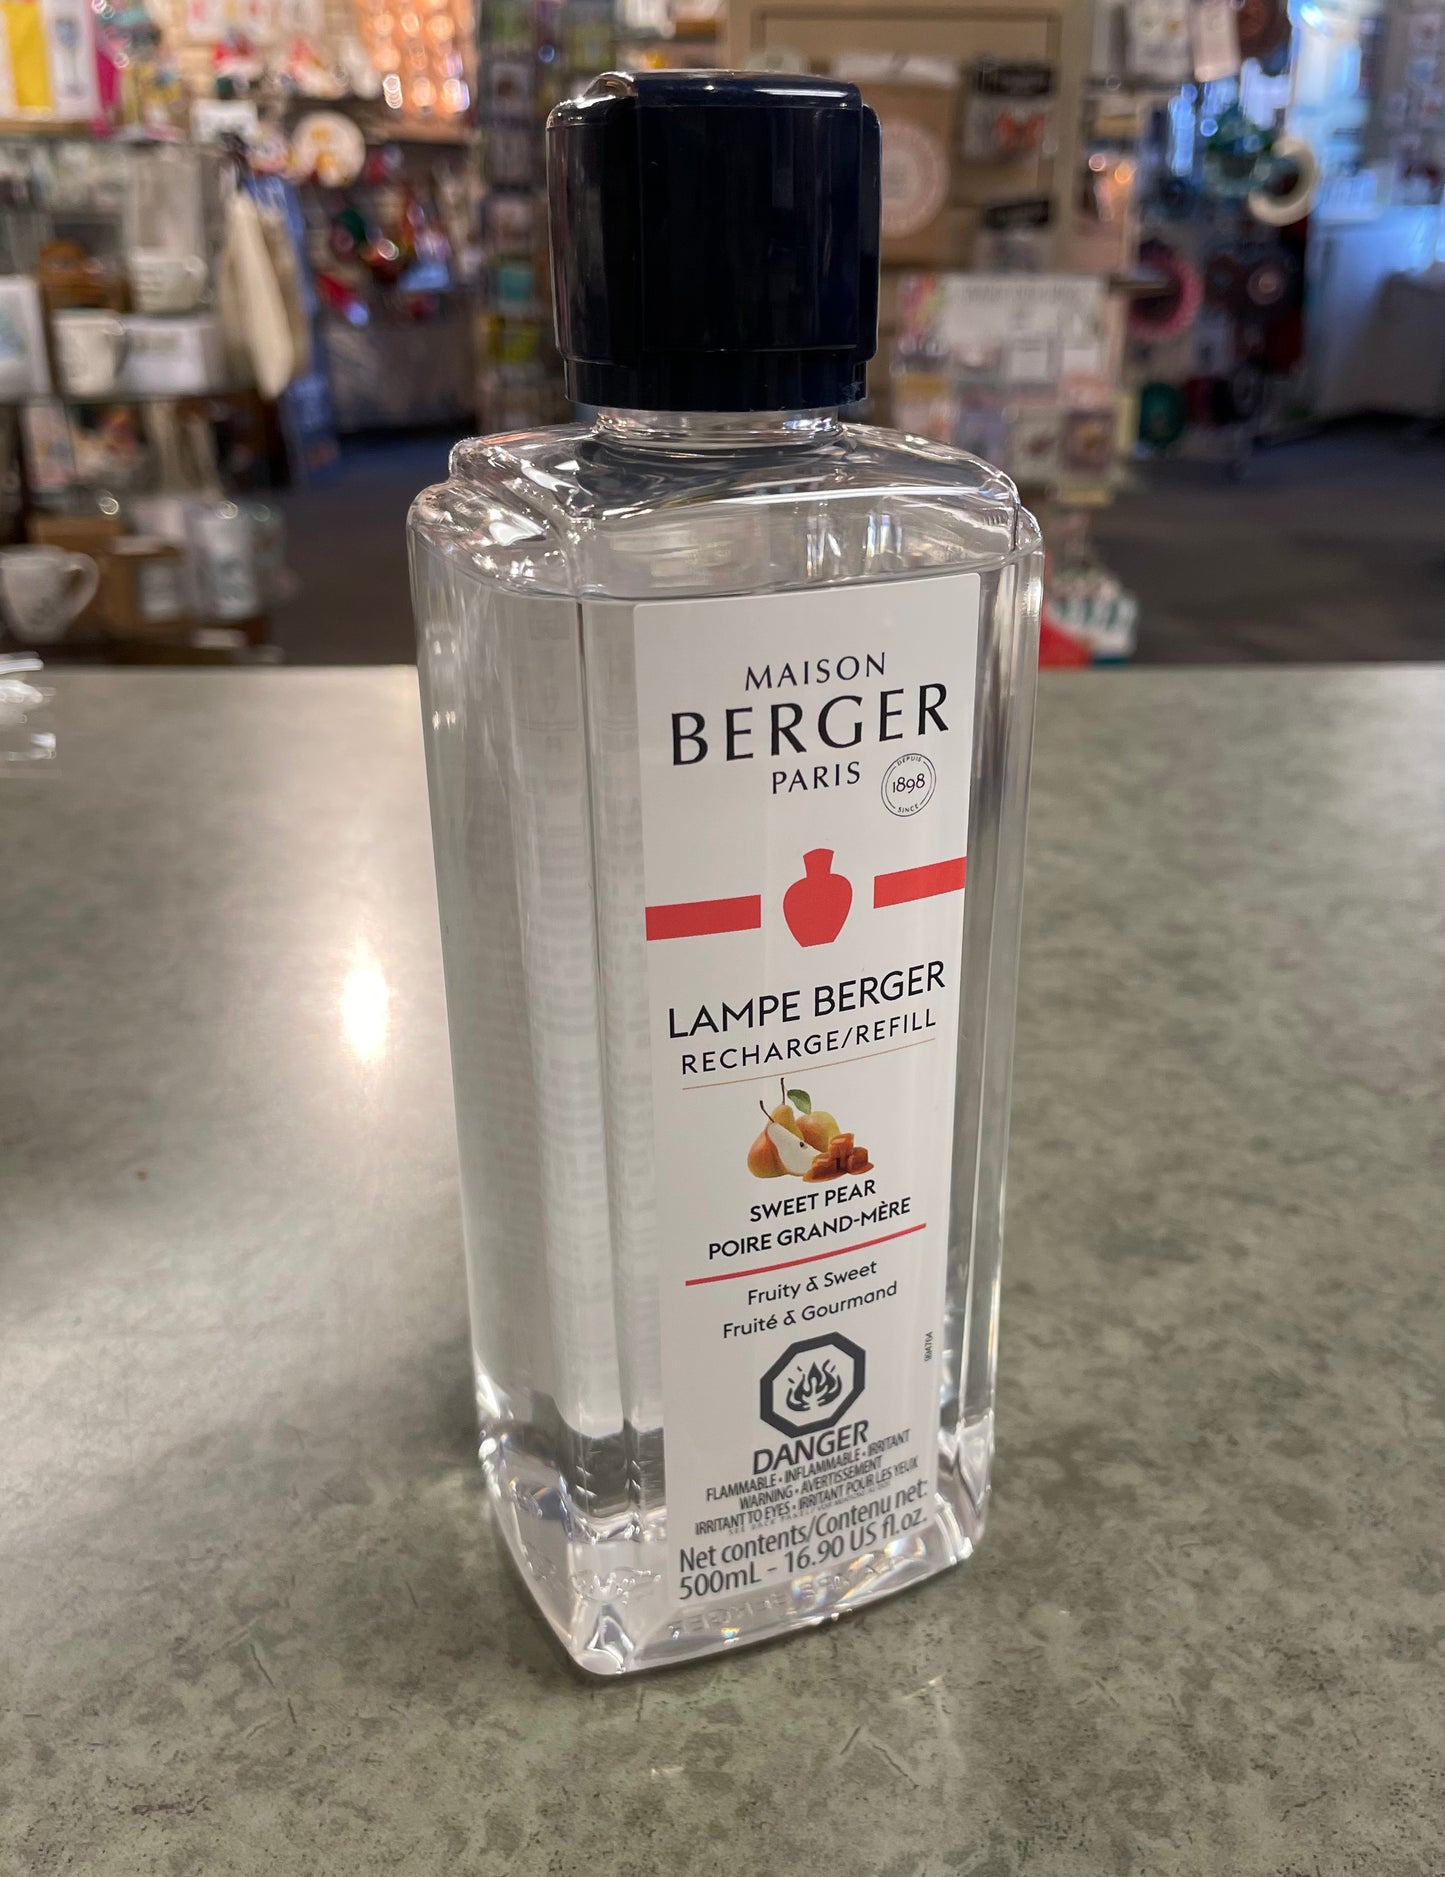 MAISON
BERGER
PARIS
DEPUIS
1898
SINCE
LAMPE BERGER
RECHARGE/REFILL
SWEET PEAR
POIRE GRAND-MÈRE
Fruity & Sweet
Fruité & Gourmand
DANGER
FLAMMABLE • INFLAMMABLE • IRRITANT
WARNING • AVERTISSEMENT
IRRITANT TO EYES • IRRITANT POUR LES YEUX
Net contents/Contenu net:
500mL - 16.90 US fl.oz.
LAMPE BERGER